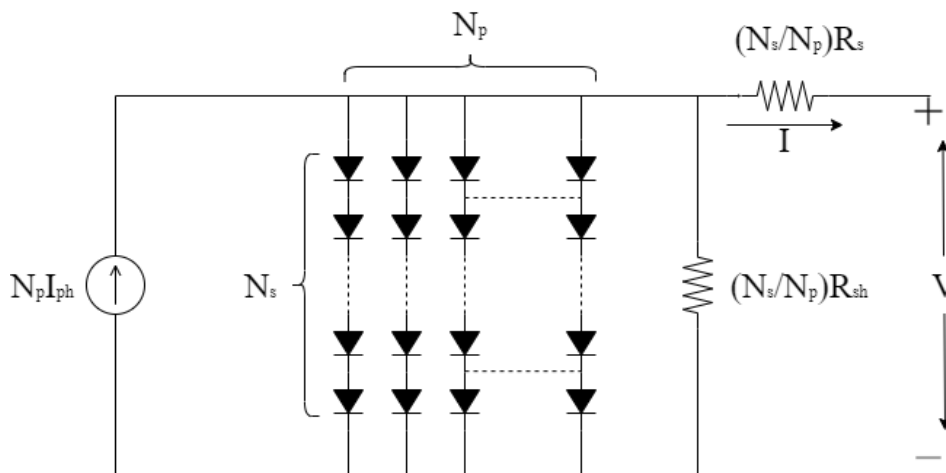 Np
(Ns/Np)Rs
+
I
Ns
NpIph
(Ns/Np)Rsh
V
−